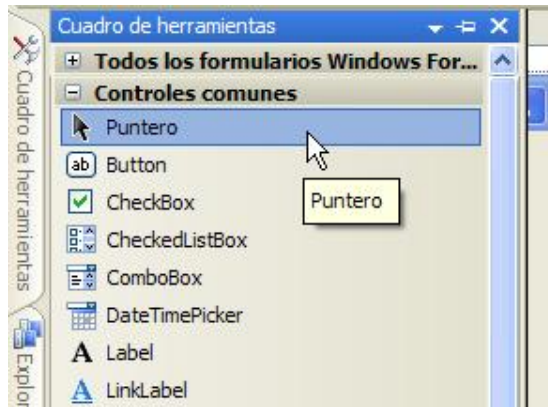 Cuadro de herramientas
Todos los formularios Windows For...
Controles comunes
Puntero
ab Button
CheckBox
Puntero
CheckedListBox
ComboBox
DateTimePicker
A Label
A LinkLabel
Cuadro de herramientas
Explor